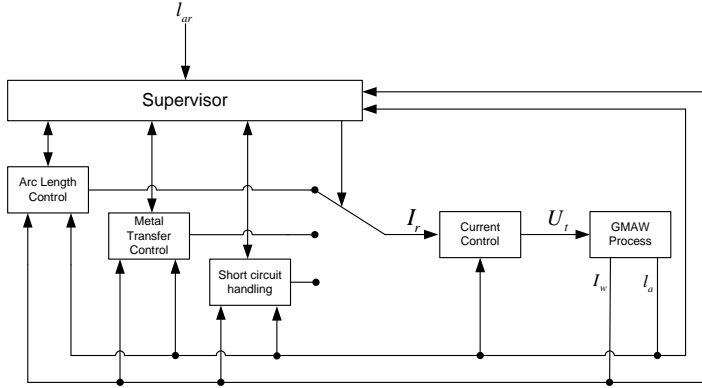 l_ar
Supervisor
Arc Length
Control
Metal
Transfer
Control
Short circuit
handling
I_r
Current
Control
U_t
GMAW
Process
I_w
l_a